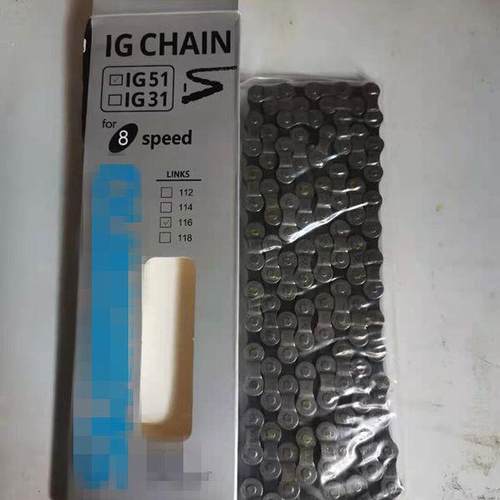 IG CHAIN
IG51
IG31
for 8 speed
LINKS
112
114
116
118